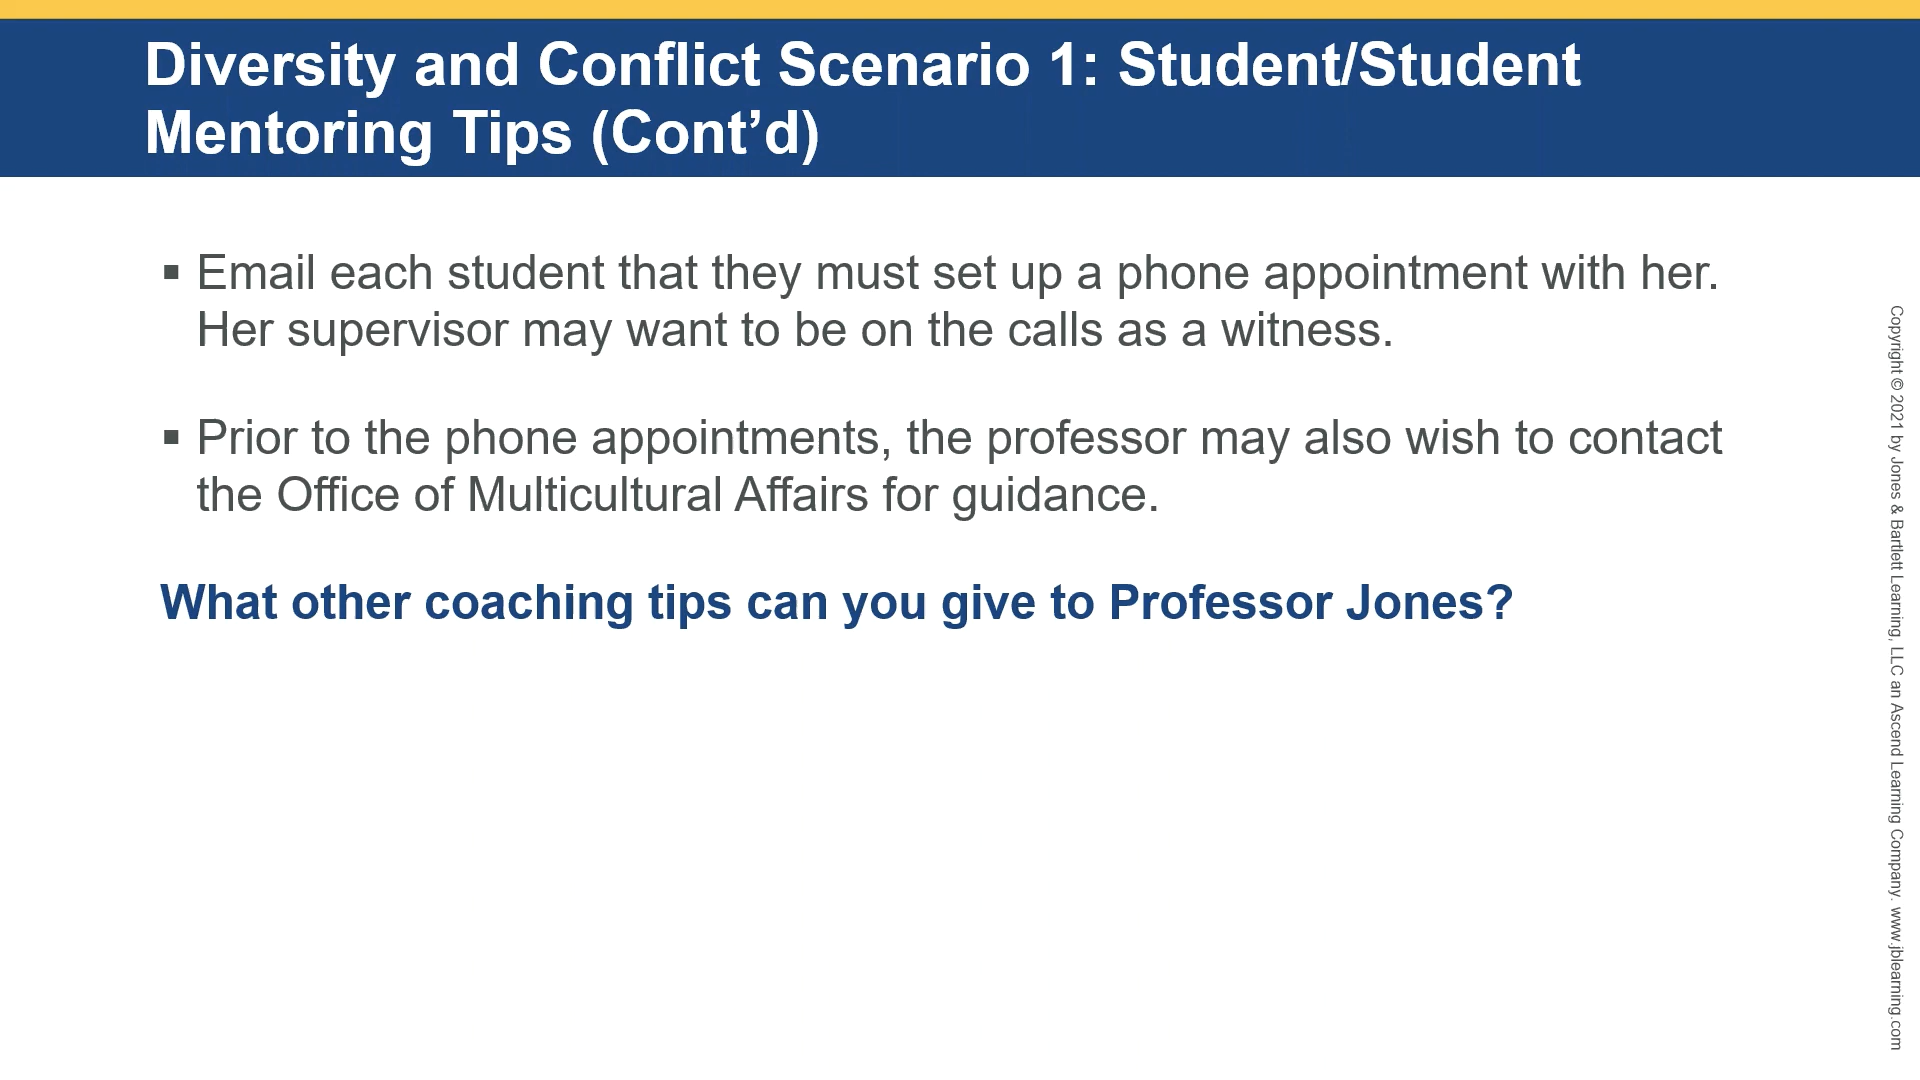 Diversity and Conflict Scenario 1: Student/Student
Mentoring Tips (Cont’d)
▪ Email each student that they must set up a phone appointment with her.
Her supervisor may want to be on the calls as a witness.
▪ Prior to the phone appointments, the professor may also wish to contact
the Office of Multicultural Affairs for guidance.
What other coaching tips can you give to Professor Jones?
Copyright © 2021 by Jones & Bartlett Learning, LLC an Ascend Learning Company. www.jblearning.com